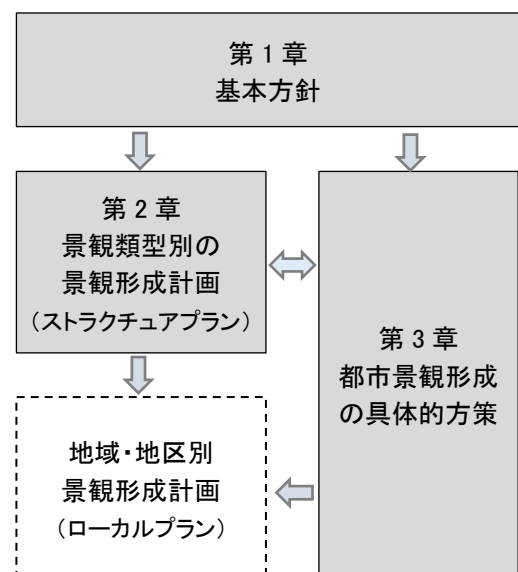 第1章
基本方針
第2章
景観類型別の
景観形成計画
(ストラクチュアプラン)
第3章
都市景観形成
の具体的方策
地域・地区別
景観形成計画
(ローカルプラン)